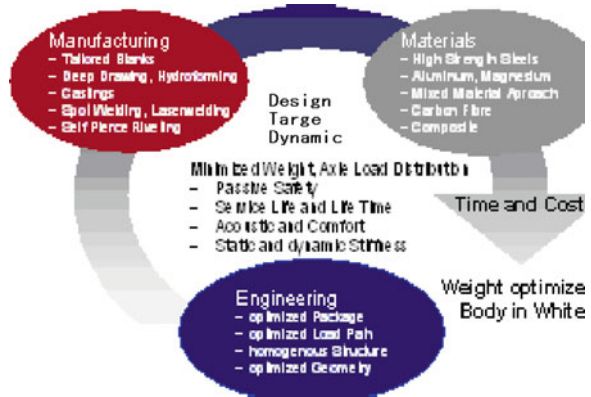 Manufacturing
– Tailored Blanks
– Deep Drawing, Hydroforming
– Castings
– Spot Welding, Laserwelding
– Self Pierce Riveting
Materials
– High Strength Steels
– Aluminum, Magnesium
– Mixed Material Aproach
– Carbon Fibre
– Composite
Design
Targe
Dynamic
Minimized Weight, Axle Load Distribution
– Passive Safety
– Service Life and Life Time
– Acoustic and Comfort
– Static and dynamic Stiffness
Time and Cost
Weight optimize
Body in White
Engineering
– optimized Package
– optimized Load Path
– homogenous Structure
– optimized Geometry